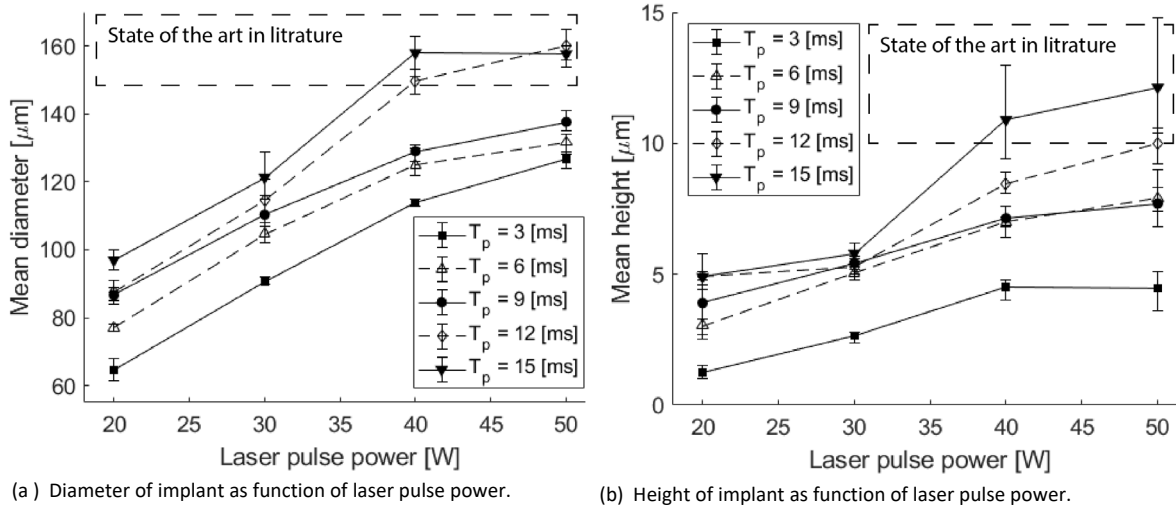 State of the art in litrature
Mean diameter [μm]
160
140
120
100
80
60
T_p = 3 [ms]
T_p = 6 [ms]
T_p = 9 [ms]
T_p = 12 [ms]
T_p = 15 [ms]
20 25 30 35 40 45 50
Laser pulse power [W]
(a ) Diameter of implant as function of laser pulse power.
T_p = 3 [ms]
T_p = 6 [ms]
T_p = 9 [ms]
T_p = 12 [ms]
T_p = 15 [ms]
State of the art in litrature
Mean height [μm]
15
10
5
0
20 25 30 35 40 45 50
Laser pulse power [W]
(b) Height of implant as function of laser pulse power.